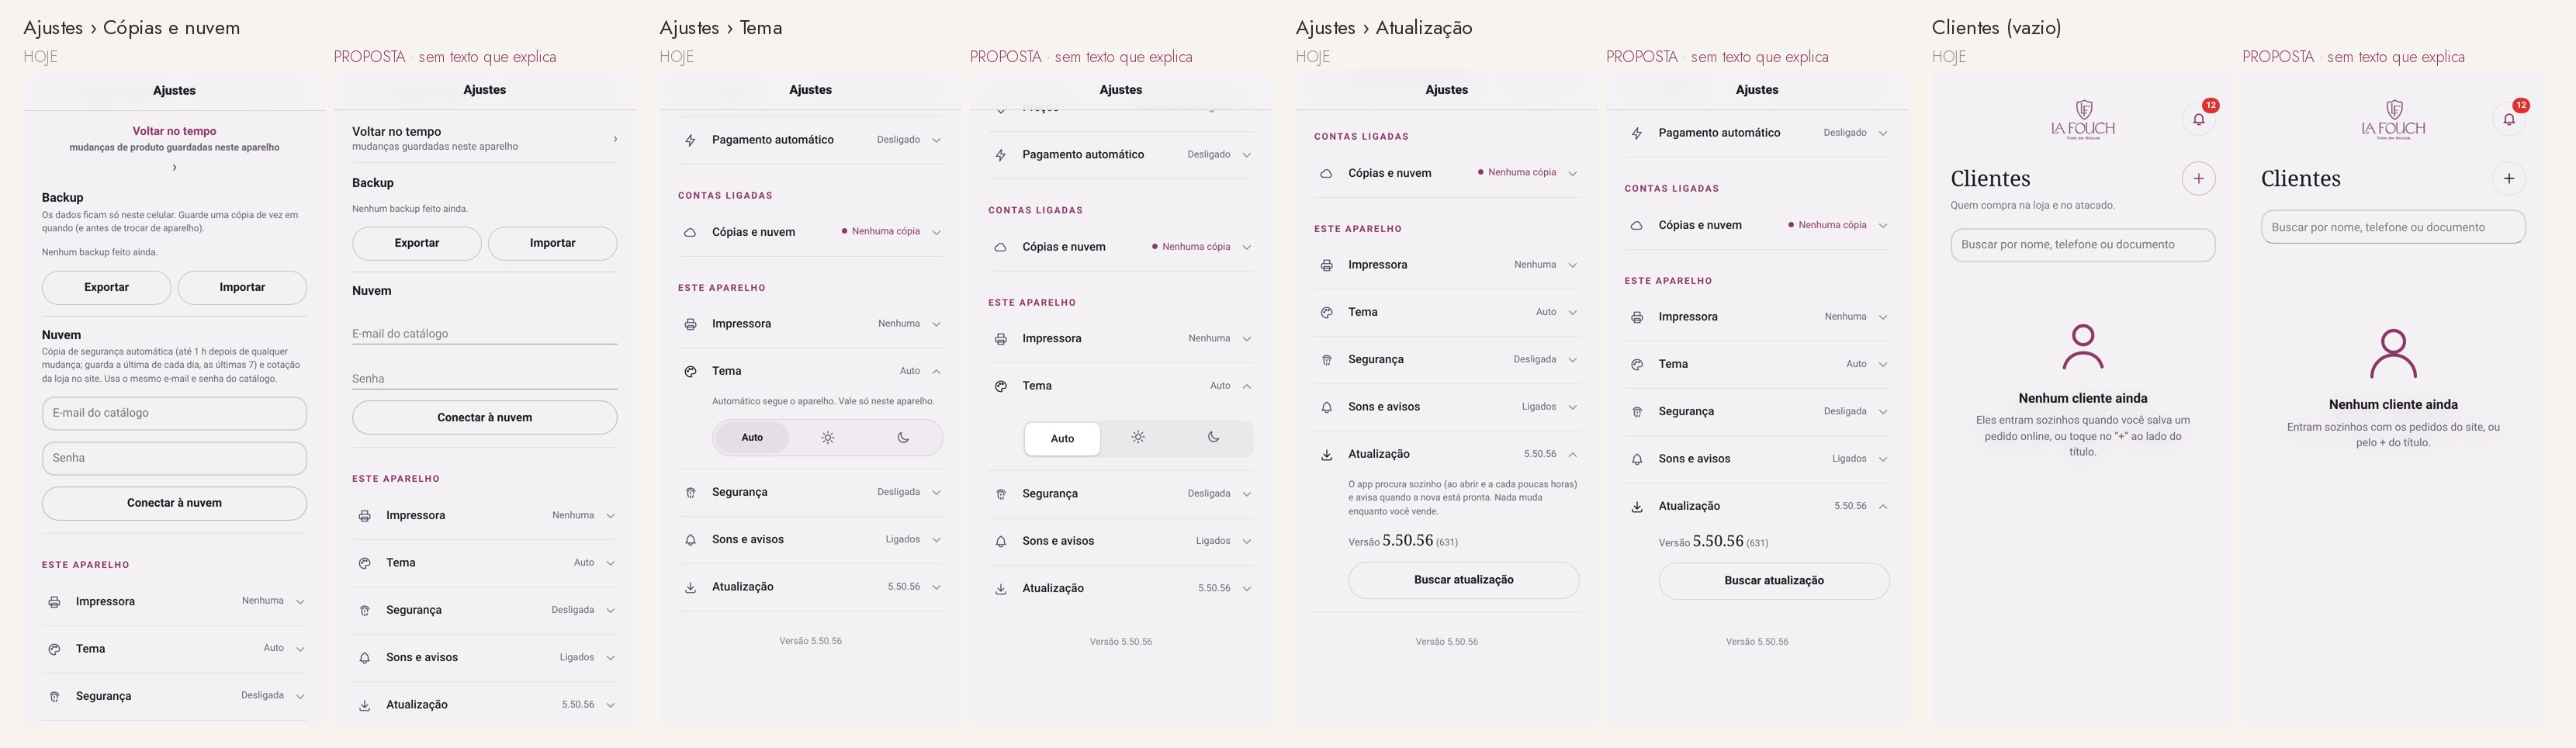 Ajustes › Cópias e nuvem
HOJE
Ajustes
Voltar no tempo
mudanças de produto guardadas neste aparelho
›
Backup
Os dados ficam só neste celular. Guarde uma cópia de vez em
quando (e antes de trocar de aparelho).
Nenhum backup feito ainda.
Exportar
Importar
Nuvem
Cópia de segurança automática (até 1 h depois de qualquer
mudança; guarda a última de cada dia, as últimas 7) e cotação
da loja no site. Usa o mesmo e-mail e senha do catálogo.
E-mail do catálogo
Senha
Conectar à nuvem
ESTE APARELHO
Impressora Nenhuma
Tema Auto
Segurança Desligada
PROPOSTA · sem texto que explica
Ajustes
Voltar no tempo
mudanças guardadas neste aparelho
›
Backup
Nenhum backup feito ainda.
Exportar
Importar
Nuvem
E-mail do catálogo
Senha
Conectar à nuvem
ESTE APARELHO
Impressora Nenhuma
Tema Auto
Segurança Desligada
Sons e avisos Ligados
Atualização 5.50.56
Ajustes › Tema
HOJE
Ajustes
Pagamento automático Desligado
CONTAS LIGADAS
Cópias e nuvem • Nenhuma cópia
ESTE APARELHO
Impressora Nenhuma
Tema Auto
Automático segue o aparelho. Vale só neste aparelho.
Auto
Segurança Desligada
Sons e avisos Ligados
Atualização 5.50.56
Versão 5.50.56
PROPOSTA · sem texto que explica
Ajustes
Pagamento automático Desligado
CONTAS LIGADAS
Cópias e nuvem • Nenhuma cópia
ESTE APARELHO
Impressora Nenhuma
Tema Auto
Auto
Segurança Desligada
Sons e avisos Ligados
Atualização 5.50.56
Versão 5.50.56
Ajustes › Atualização
HOJE
Ajustes
CONTAS LIGADAS
Cópias e nuvem • Nenhuma cópia
ESTE APARELHO
Impressora Nenhuma
Tema Auto
Segurança Desligada
Sons e avisos Ligados
Atualização 5.50.56
O app procura sozinho (ao abrir e a cada poucas horas)
e avisa quando a nova está pronta. Nada muda
enquanto você vende.
Versão 5.50.56 (631)
Buscar atualização
Versão 5.50.56
PROPOSTA · sem texto que explica
Ajustes
Pagamento automático Desligado
CONTAS LIGADAS
Cópias e nuvem • Nenhuma cópia
ESTE APARELHO
Impressora Nenhuma
Tema Auto
Segurança Desligada
Sons e avisos Ligados
Atualização 5.50.56
Versão 5.50.56 (631)
Buscar atualização
Versão 5.50.56
Clientes (vazio)
HOJE
LA FOUCH
12
Clientes
+
Quem compra na loja e no atacado.
Buscar por nome, telefone ou documento
Nenhum cliente ainda
Eles entram sozinhos quando você salva um
pedido online, ou toque no "+" ao lado do
título.
PROPOSTA · sem texto que explica
LA FOUCH
12
Clientes
+
Buscar por nome, telefone ou documento
Nenhum cliente ainda
Entram sozinhos com os pedidos do site, ou
pelo + do título.